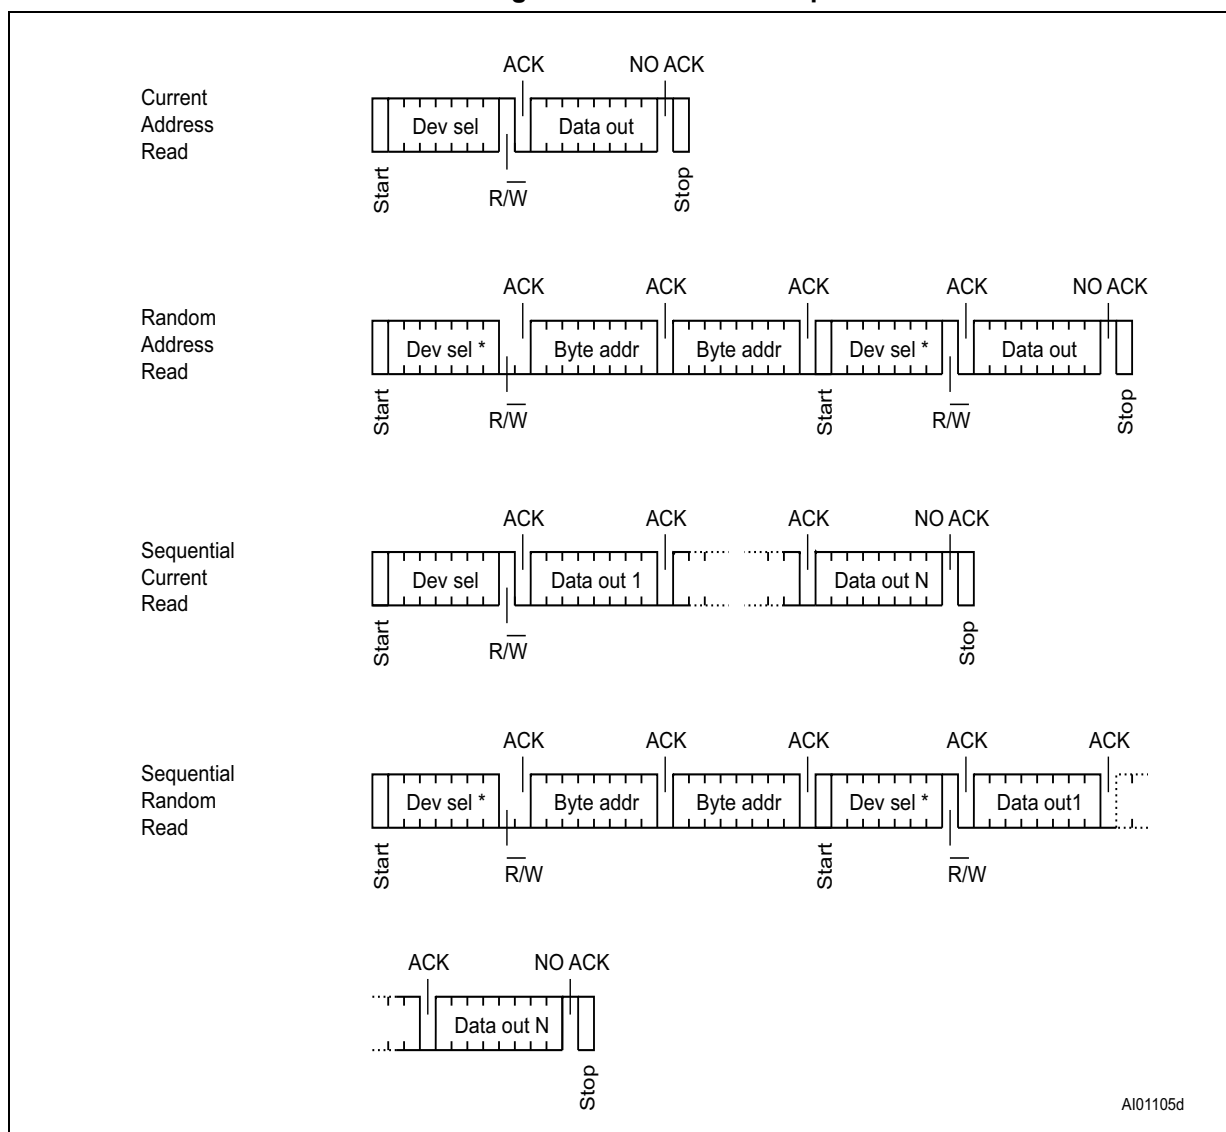 ACK NO ACK
Current
Address
Read
Dev sel Data out
Start R/W̅ Stop
ACK ACK ACK ACK NO ACK
Random
Address
Read
Dev sel * Byte addr Byte addr Dev sel * Data out
Start R/W̅ Start R/W̅ Stop
ACK ACK ACK NO ACK
Sequential
Current
Read
Dev sel Data out 1 Data out N
Start R/W̅ Stop
ACK ACK ACK ACK ACK
Sequential
Random
Read
Dev sel * Byte addr Byte addr Dev sel * Data out1
Start R̅/W Start R̅/W
ACK NO ACK
Data out N
Stop
AI01105d